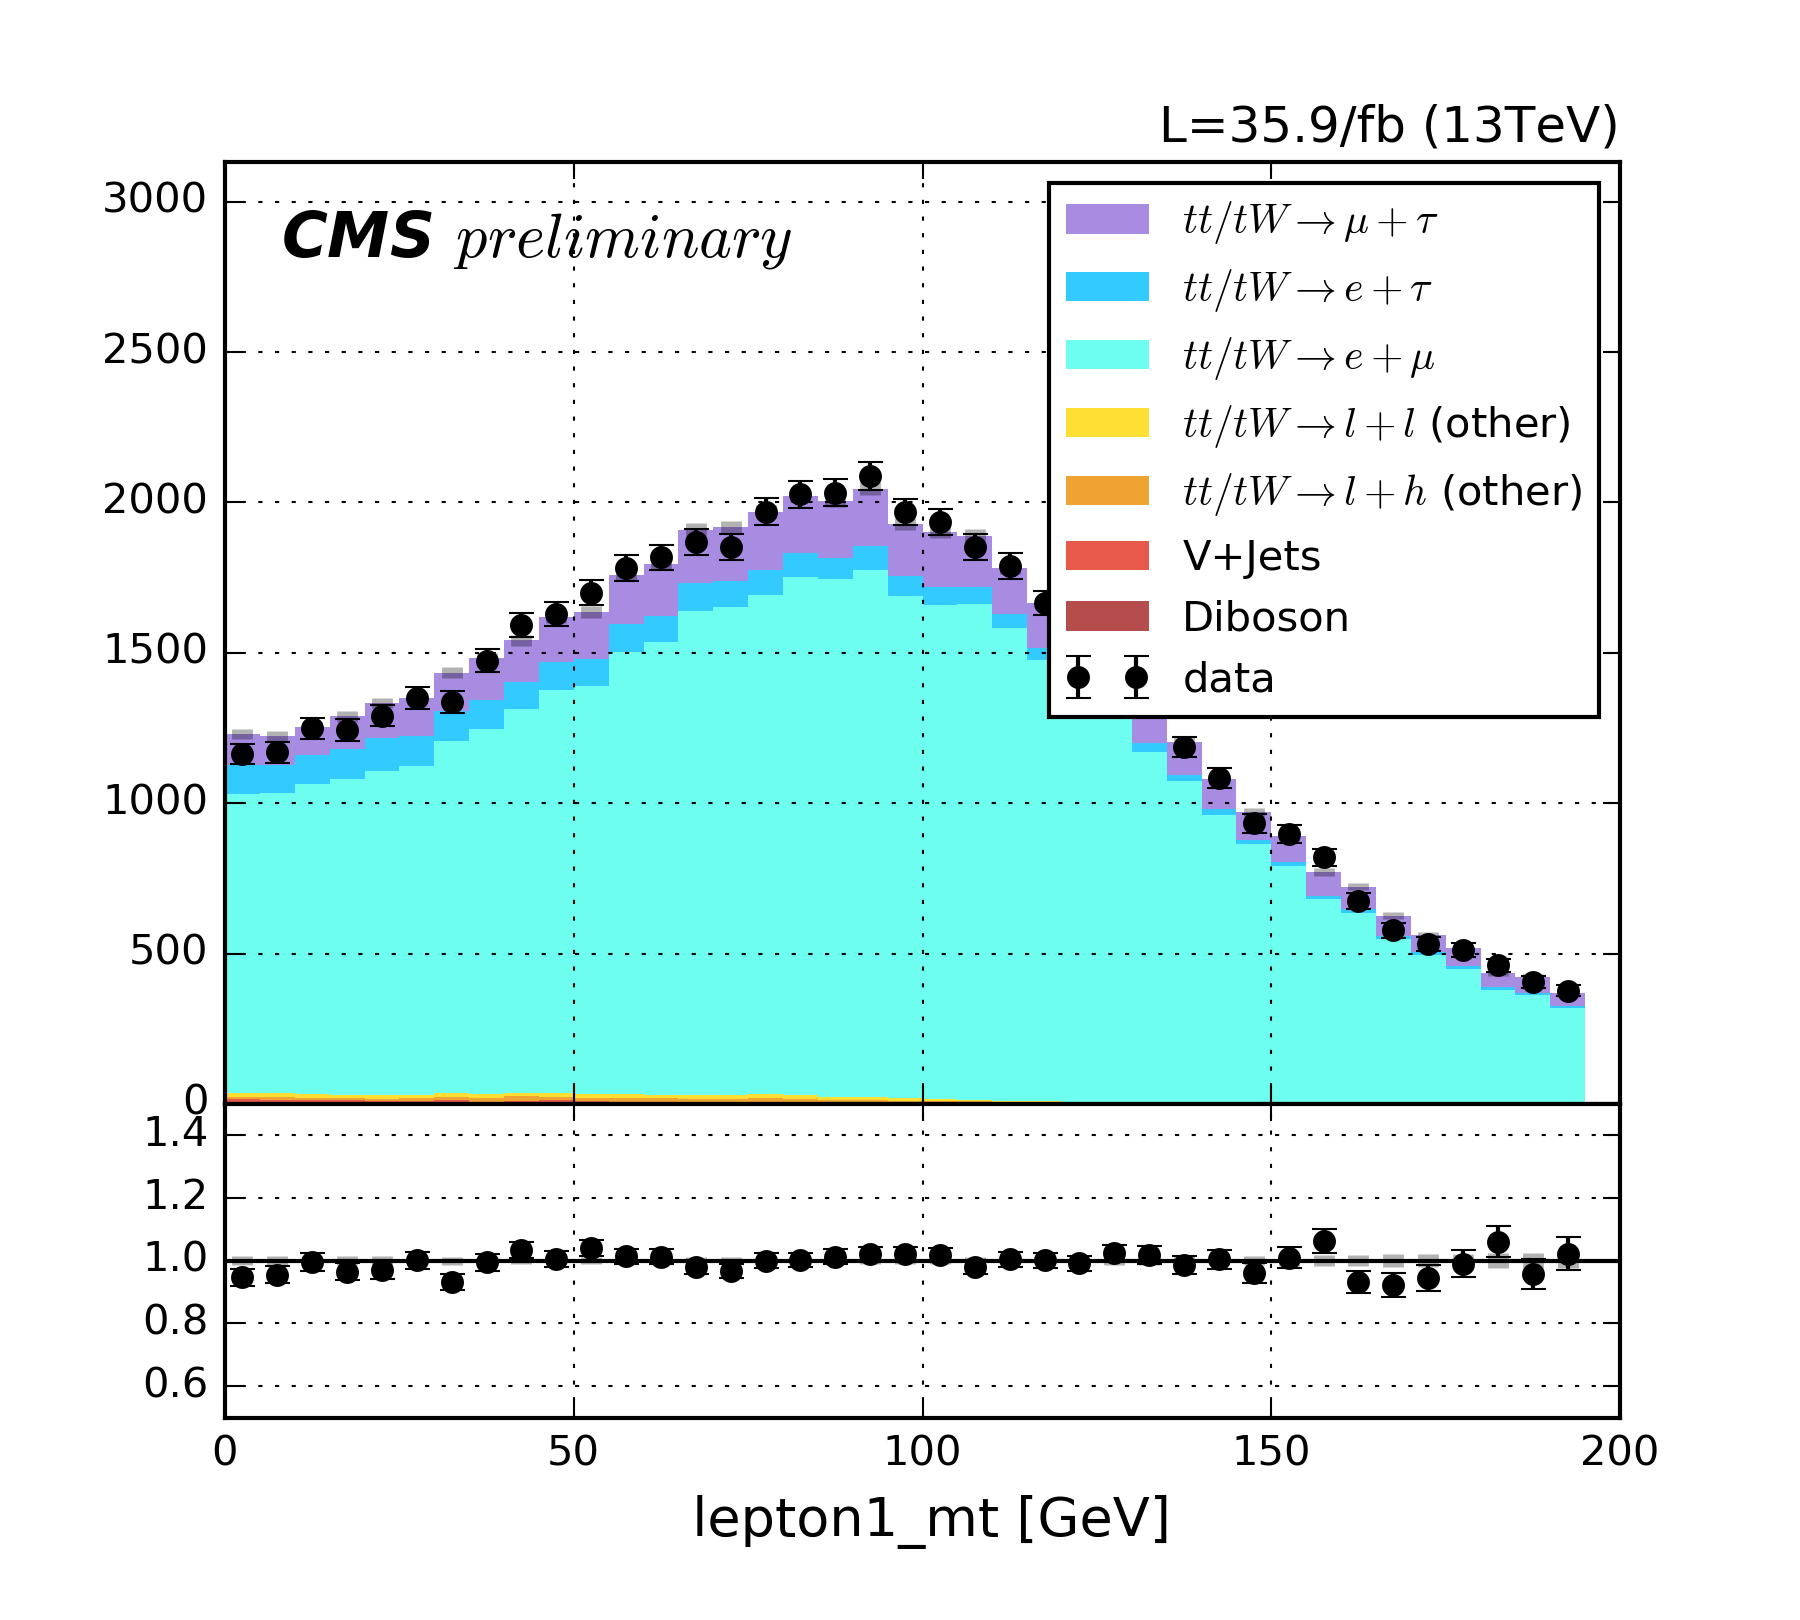 L=35.9/fb (13TeV)
CMS preliminary
3000
2500
2000
1500
1000
500
0
tt/tW → μ + τ
tt/tW → e + τ
tt/tW → e + μ
tt/tW → l + l (other)
tt/tW → l + h (other)
V+Jets
Diboson
data
1.4
1.2
1.0
0.8
0.6
0 50 100 150 200
lepton1_mt [GeV]